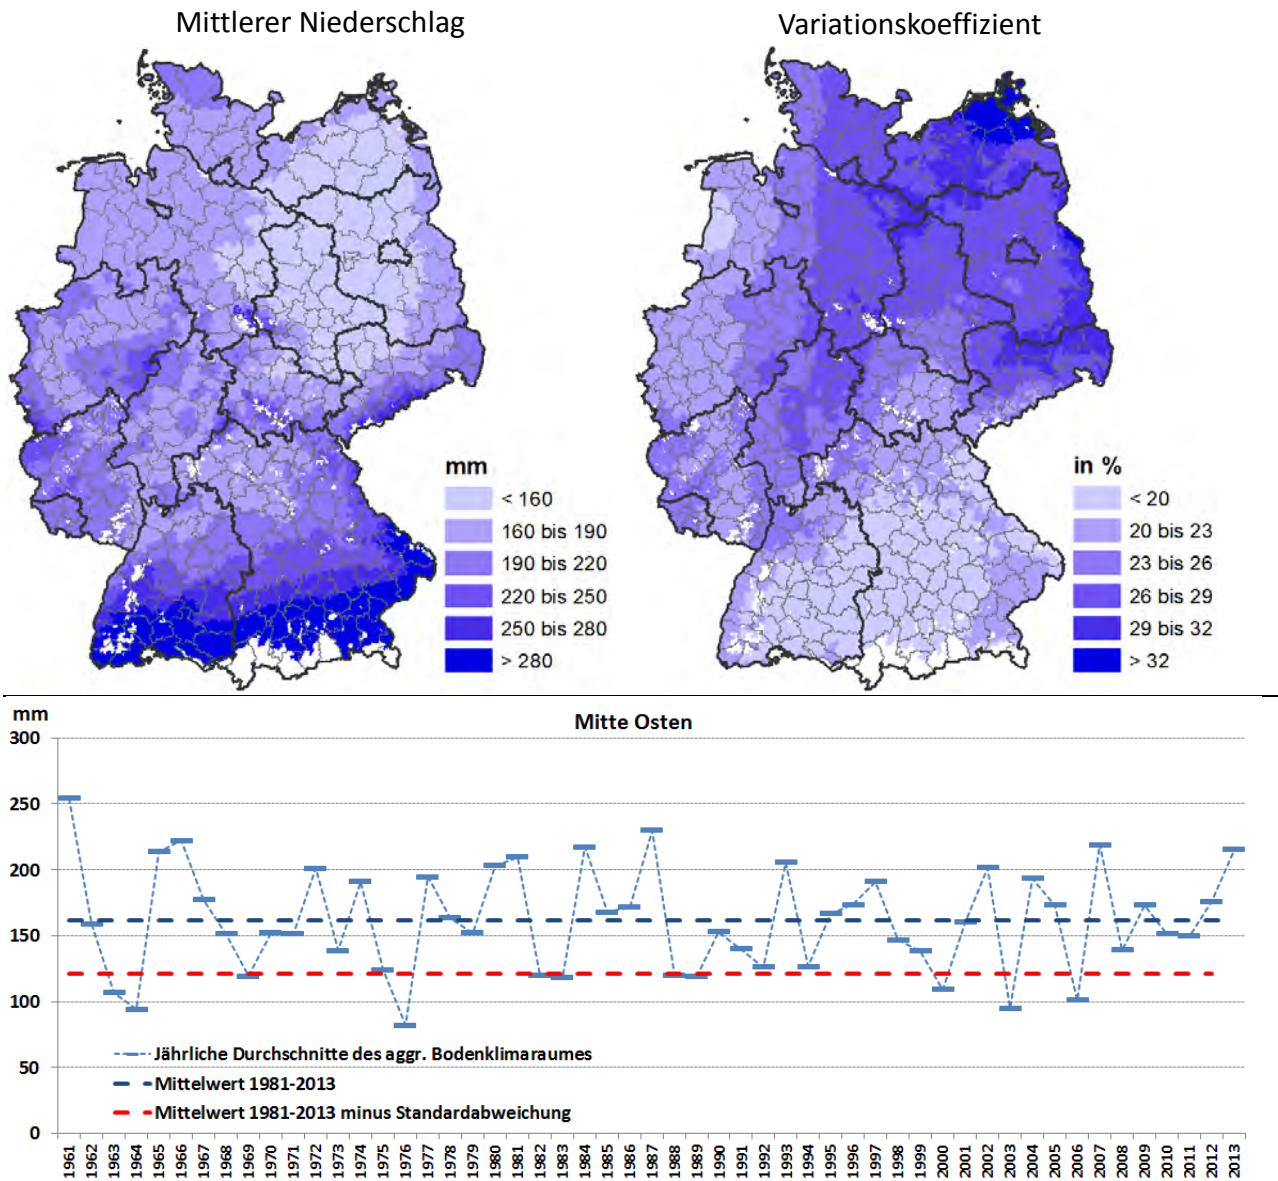 Mittlerer Niederschlag
Variationskoeffizient
mm
< 160
160 bis 190
190 bis 220
220 bis 250
250 bis 280
> 280
in %
< 20
20 bis 23
23 bis 26
26 bis 29
29 bis 32
> 32
mm
Mitte Osten
300
250
200
150
100
50
0
Jährliche Durchschnitte des aggr. Bodenklimaraumes
Mittelwert 1981-2013
Mittelwert 1981-2013 minus Standardabweichung
1961 1962 1963 1964 1965 1966 1967 1968 1969 1970 1971 1972 1973 1974 1975 1976 1977 1978 1979 1980 1981 1982 1983 1984 1985 1986 1987 1988 1989 1990 1991 1992 1993 1994 1995 1996 1997 1998 1999 2000 2001 2002 2003 2004 2005 2006 2007 2008 2009 2010 2011 2012 2013